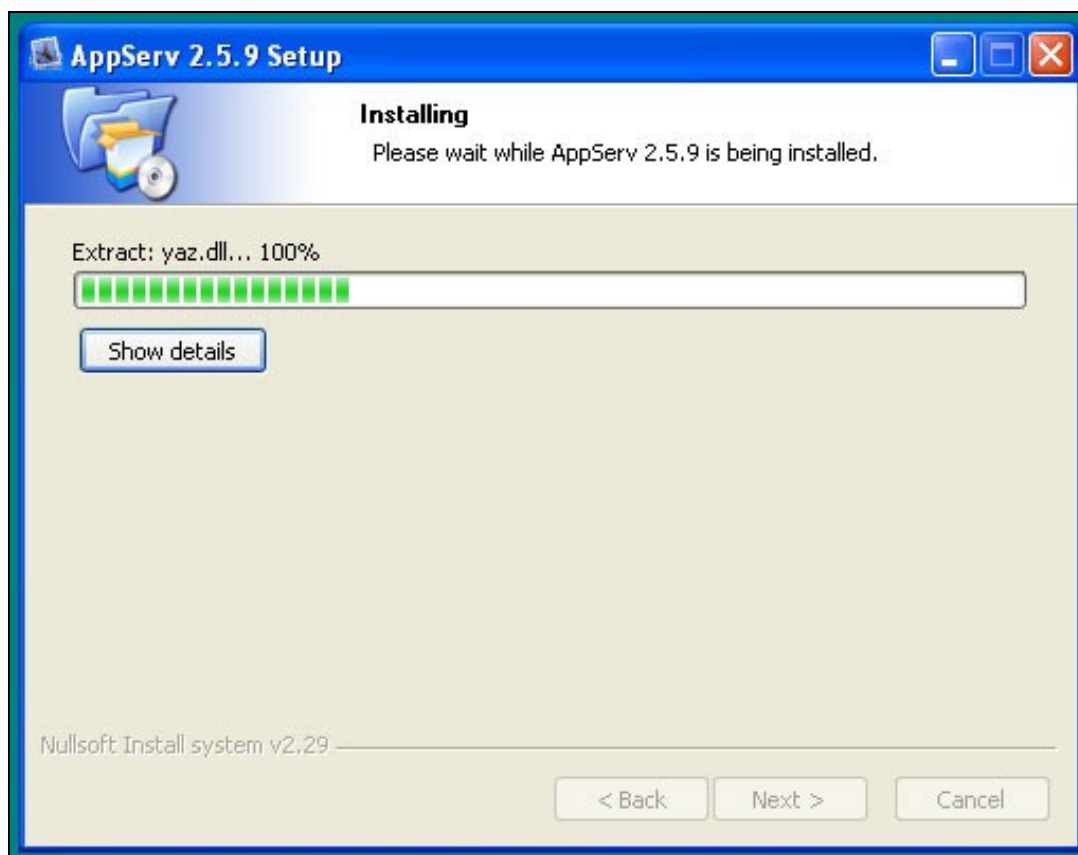 AppServ 2.5.9 Setup
Installing
Please wait while AppServ 2.5.9 is being installed.
Extract: yaz.dll... 100%
Show details
Nullsoft Install system v2.29
< Back Next > Cancel